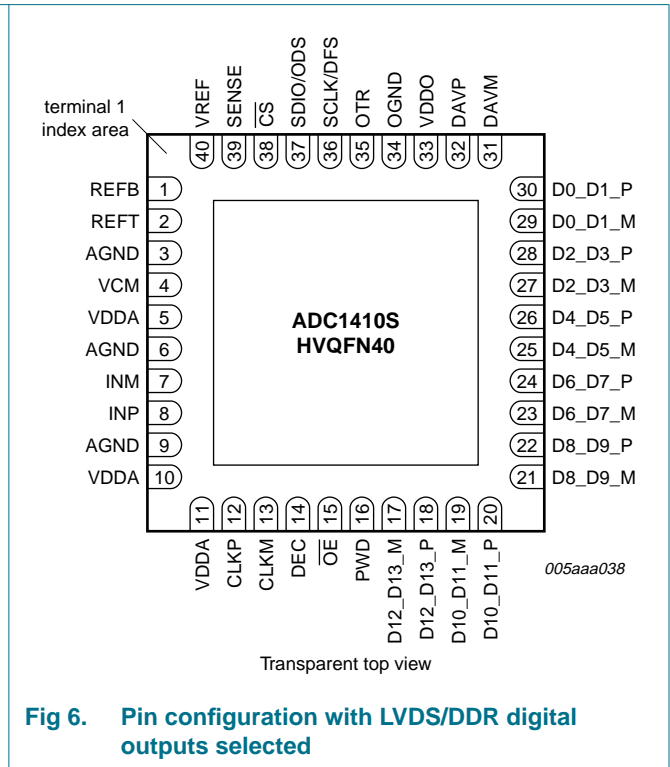 terminal 1
index area
VREF
SENSE
CS
SDIO/ODS
SCLK/DFS
OTR
OGND
VDDO
DAVP
DAVM
40
39
38
37
36
35
34
33
32
31
REFB 1
REFT 2
AGND 3
VCM 4
VDDA 5
AGND 6
INM 7
INP 8
AGND 9
VDDA 10
ADC1410S
HVQFN40
30 D0_D1_P
29 D0_D1_M
28 D2_D3_P
27 D2_D3_M
26 D4_D5_P
25 D4_D5_M
24 D6_D7_P
23 D6_D7_M
22 D8_D9_P
21 D8_D9_M
11
12
13
14
15
16
17
18
19
20
VDDA
CLKP
CLKM
DEC
OE
PWD
D12_D13_M
D12_D13_P
D10_D11_M
D10_D11_P
005aaa038
Transparent top view
Fig 6. Pin configuration with LVDS/DDR digital
outputs selected